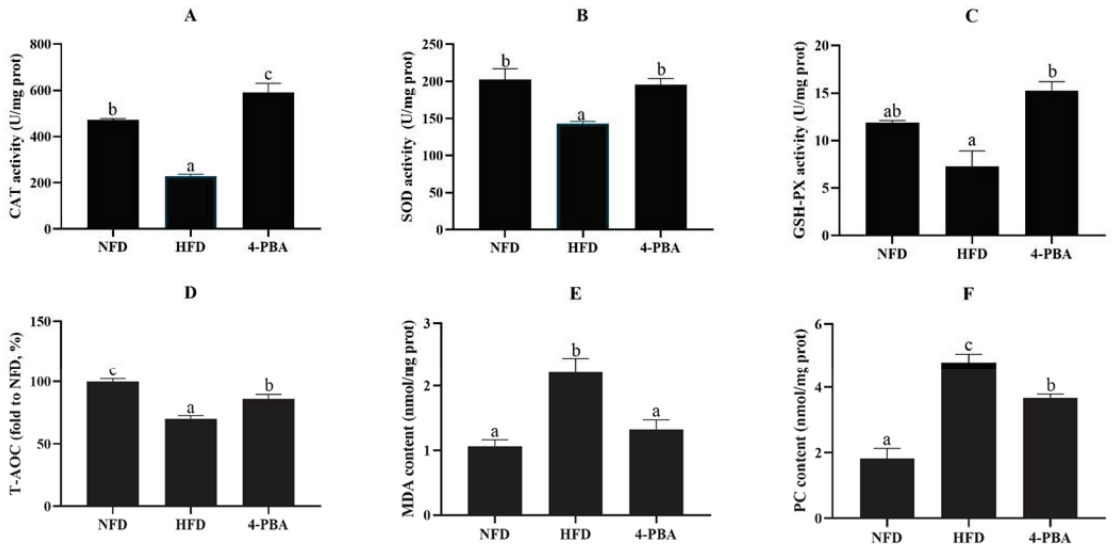 A
CAT activity (U/mg prot)
800
600
400
200
0
b
a
c
NFD
HFD
4-PBA
B
SOD activity (U/mg prot)
250
200
150
100
50
0
b
a
b
NFD
HFD
4-PBA
C
GSH-PX activity (U/mg prot)
20
15
10
5
0
ab
a
b
NFD
HFD
4-PBA
D
T-AOC (fold to NFD, %)
150
100
50
0
c
a
b
NFD
HFD
4-PBA
E
MDA content (nmol/mg prot)
3
2
1
0
a
b
a
NFD
HFD
4-PBA
F
PC content (nmol/mg prot)
6
4
2
0
a
c
b
NFD
HFD
4-PBA